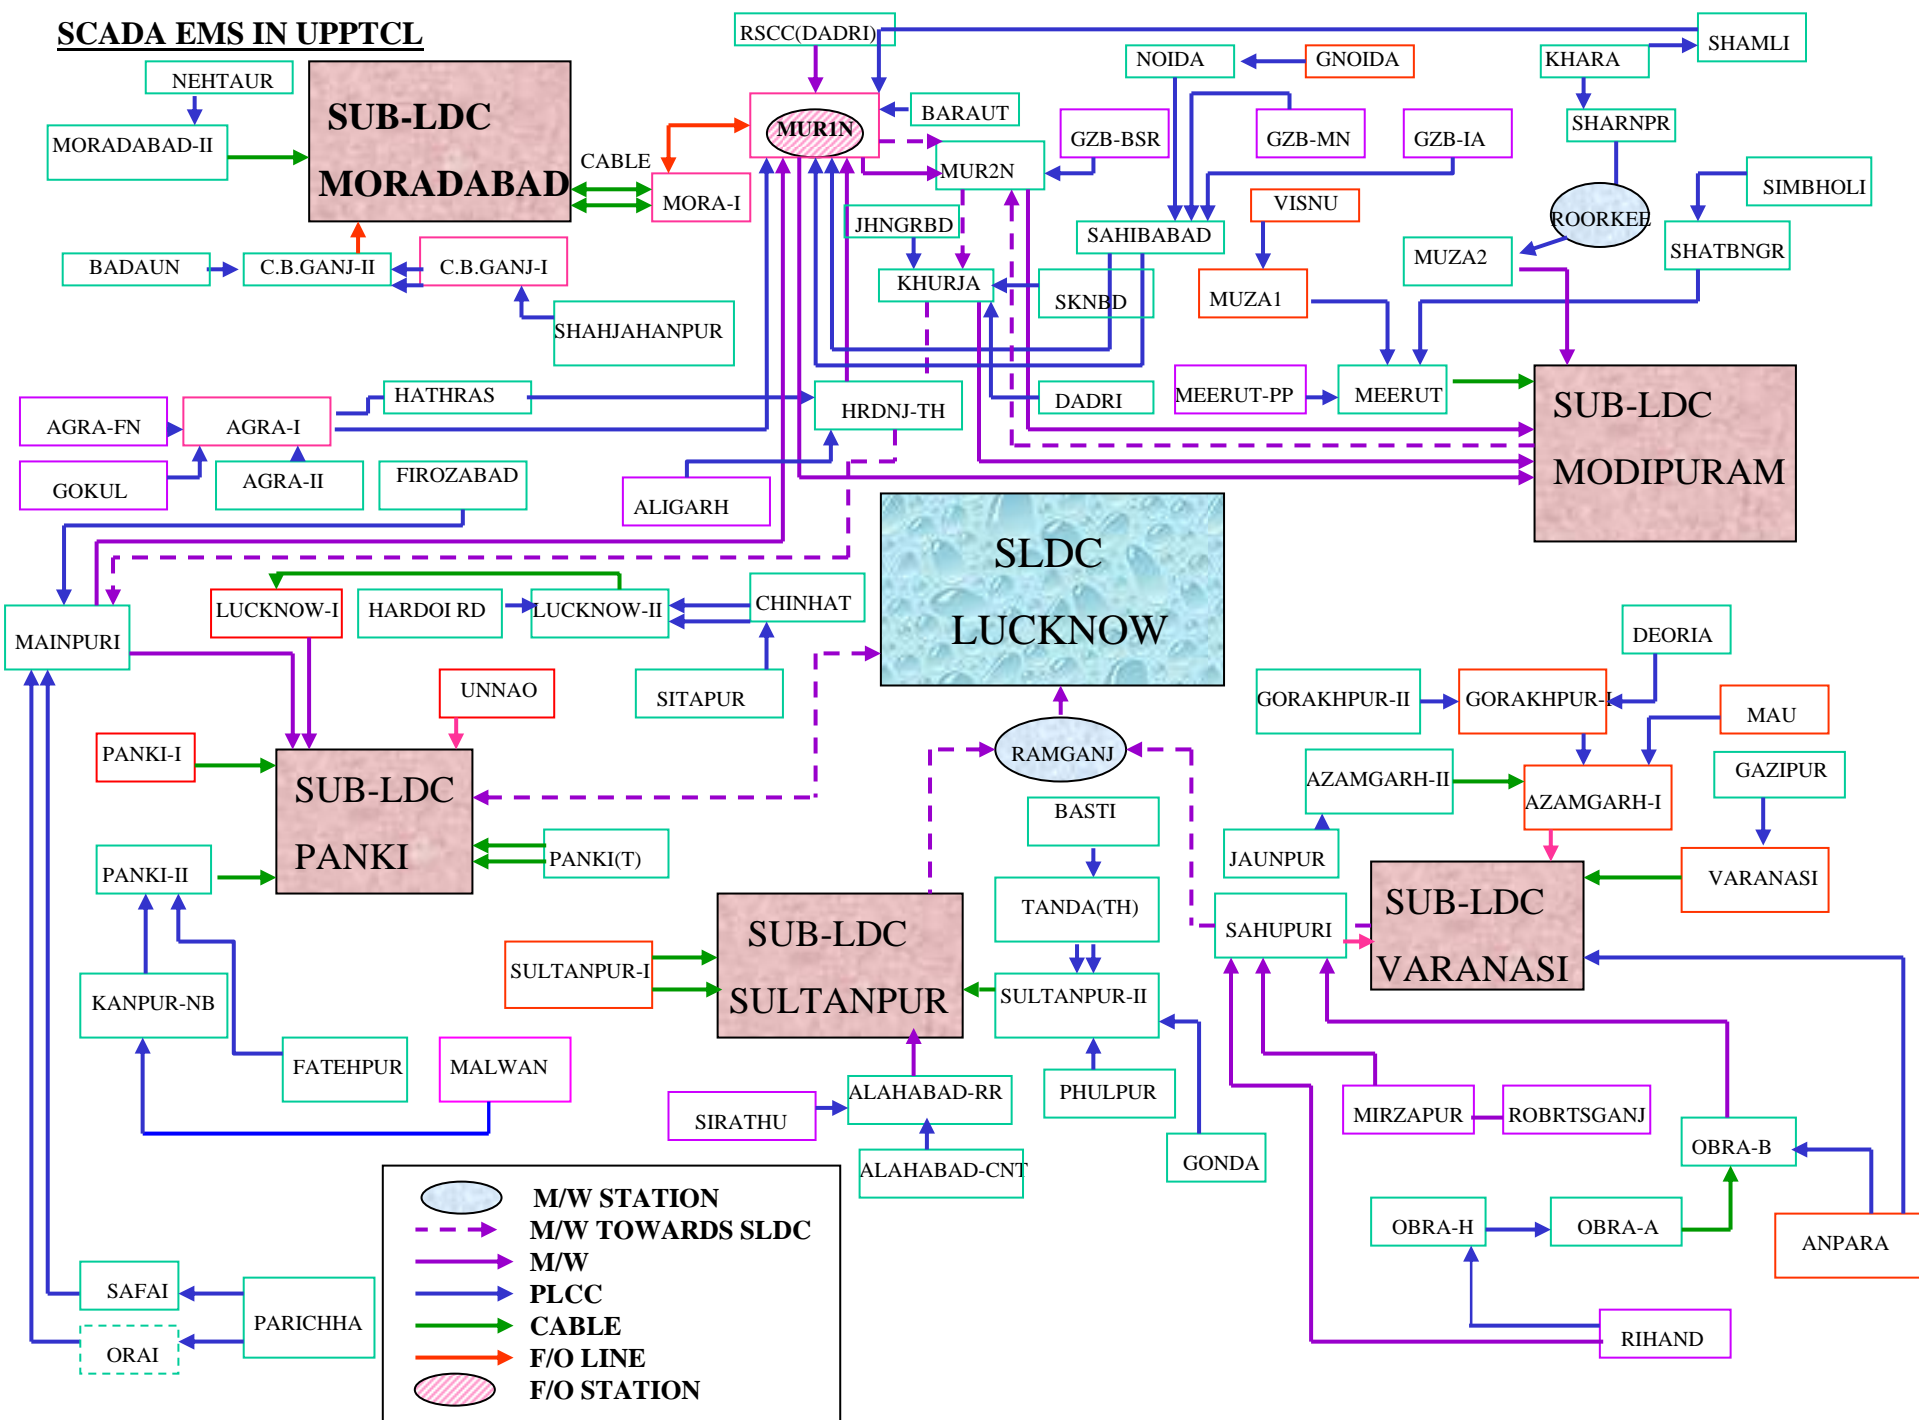 SCADA EMS IN UPPTCL
RSCC(DADRI)
SHAMLI
NEHTAUR
NOIDA
GNOIDA
KHARA
SUB-LDC
MORADABAD
MORADABAD-II
CABLE
MORA-I
MUR1N
BARAUT
MUR2N
GZB-BSR
GZB-MN
GZB-IA
SHARNPR
ROORKEE
SIMBHOLI
BADAUN
C.B.GANJ-II
C.B.GANJ-I
SHAHJAHANPUR
JHNGRBD
KHURJA
SKNBD
SAHIBABAD
VISNU
MUZA1
MUZA2
SHATBNGR
HATHRAS
AGRA-FN
AGRA-I
GOKUL
AGRA-II
FIROZABAD
HRDNJ-TH
DADRI
MEERUT-PP
MEERUT
SUB-LDC
MODIPURAM
ALIGARH
SLDC
LUCKNOW
MAINPURI
LUCKNOW-I
HARDOI RD
LUCKNOW-II
CHINHAT
SITAPUR
UNNAO
DEORIA
GORAKHPUR-II
GORAKHPUR-I
MAU
RAMGANJ
PANKI-I
SUB-LDC
PANKI
PANKI(T)
PANKI-II
AZAMGARH-II
AZAMGARH-I
GAZIPUR
JAUNPUR
VARANASI
BASTI
TANDA(TH)
SAHUPURI
SUB-LDC
VARANASI
SUB-LDC
SULTANPUR
SULTANPUR-I
SULTANPUR-II
KANPUR-NB
FATEHPUR
MALWAN
SIRATHU
ALAHABAD-RR
ALAHABAD-CNT
PHULPUR
GONDA
MIRZAPUR
ROBRTSGANJ
OBRA-B
OBRA-H
OBRA-A
ANPARA
RIHAND
SAFAI
ORAI
PARICHHA
M/W STATION
M/W TOWARDS SLDC
M/W
PLCC
CABLE
F/O LINE
F/O STATION